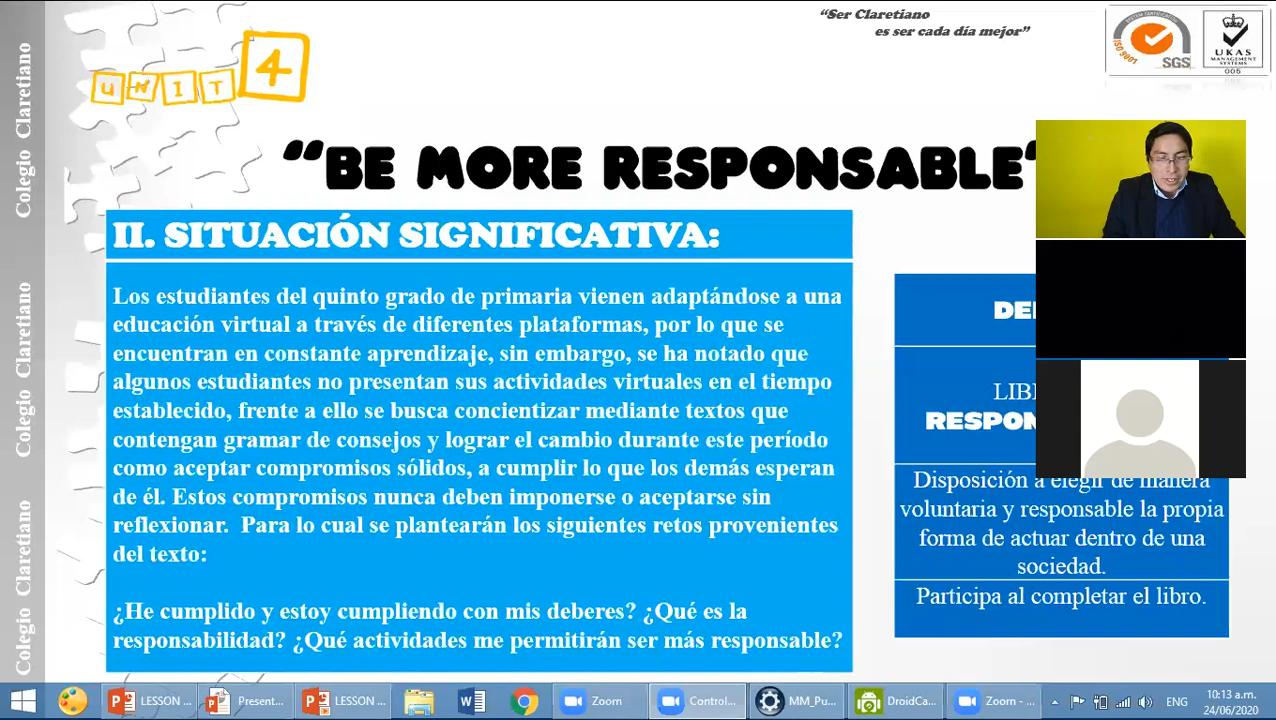 “Ser Claretiano
es ser cada día mejor”
SYSTEM CERTIFICATION
ISO 9001
SGS
UKAS
MANAGEMENT
SYSTEMS
005
UNIT 4
“BE MORE RESPONSABLE”
Colegio Claretiano
Colegio Claretiano
Colegio Claretiano
II. SITUACIÓN SIGNIFICATIVA:
Los estudiantes del quinto grado de primaria vienen adaptándose a una
educación virtual a través de diferentes plataformas, por lo que se
encuentran en constante aprendizaje, sin embargo, se ha notado que
algunos estudiantes no presentan sus actividades virtuales en el tiempo
establecido, frente a ello se busca concientizar mediante textos que
contengan gramar de consejos y lograr el cambio durante este período
como aceptar compromisos sólidos, a cumplir lo que los demás esperan
de él. Estos compromisos nunca deben imponerse o aceptarse sin
reflexionar. Para lo cual se plantearán los siguientes retos provenientes
del texto:
¿He cumplido y estoy cumpliendo con mis deberes? ¿Qué es la
responsabilidad? ¿Qué actividades me permitirán ser más responsable?
Disposición a elegir de manera
voluntaria y responsable la propia
forma de actuar dentro de una
sociedad.
Participa al completar el libro.
LESSON ...
Present...
LESSON ...
Zoom
Control...
MM_Pu...
DroidCa...
Zoom - ...
ENG
10:13 a.m.
24/06/2020